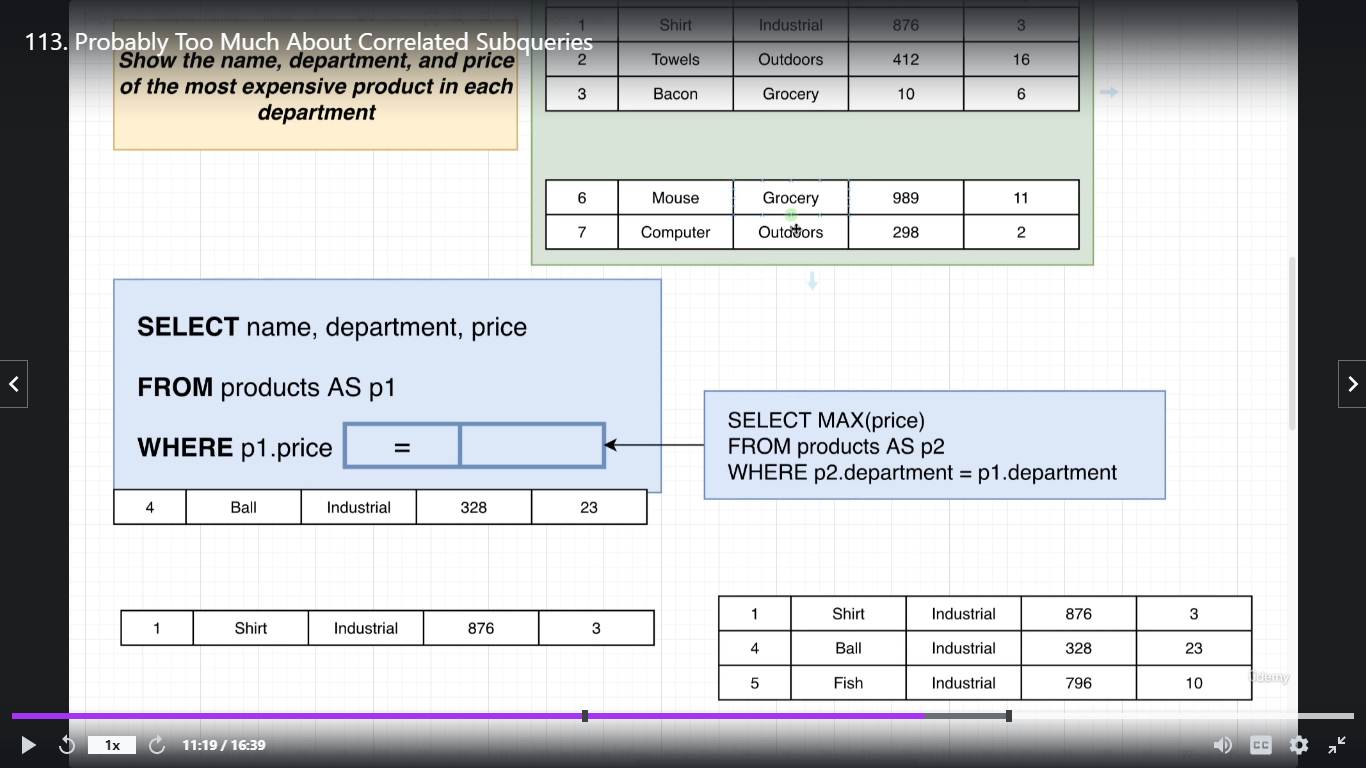 113. Probably Too Much About Correlated Subqueries
Show the name, department, and price
of the most expensive product in each
department
1 Shirt Industrial 876 3
2 Towels Outdoors 412 16
3 Bacon Grocery 10 6
6 Mouse Grocery 989 11
7 Computer Outdoors 298 2
SELECT name, department, price
FROM products AS p1
WHERE p1.price =
SELECT MAX(price)
FROM products AS p2
WHERE p2.department = p1.department
4 Ball Industrial 328 23
1 Shirt Industrial 876 3
1 Shirt Industrial 876 3
4 Ball Industrial 328 23
5 Fish Industrial 796 10
Udemy
1x
11:19 / 16:39
CC